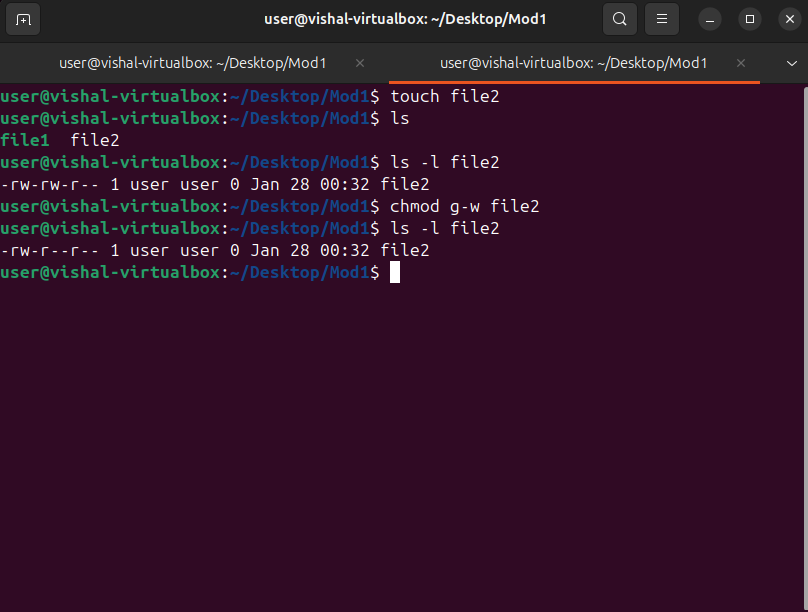 user@vishal-virtualbox: ~/Desktop/Mod1
user@vishal-virtualbox: ~/Desktop/Mod1
user@vishal-virtualbox: ~/Desktop/Mod1
user@vishal-virtualbox:~/Desktop/Mod1$ touch file2
user@vishal-virtualbox:~/Desktop/Mod1$ ls
file1  file2
user@vishal-virtualbox:~/Desktop/Mod1$ ls -l file2
-rw-rw-r-- 1 user user 0 Jan 28 00:32 file2
user@vishal-virtualbox:~/Desktop/Mod1$ chmod g-w file2
user@vishal-virtualbox:~/Desktop/Mod1$ ls -l file2
-rw-r--r-- 1 user user 0 Jan 28 00:32 file2
user@vishal-virtualbox:~/Desktop/Mod1$